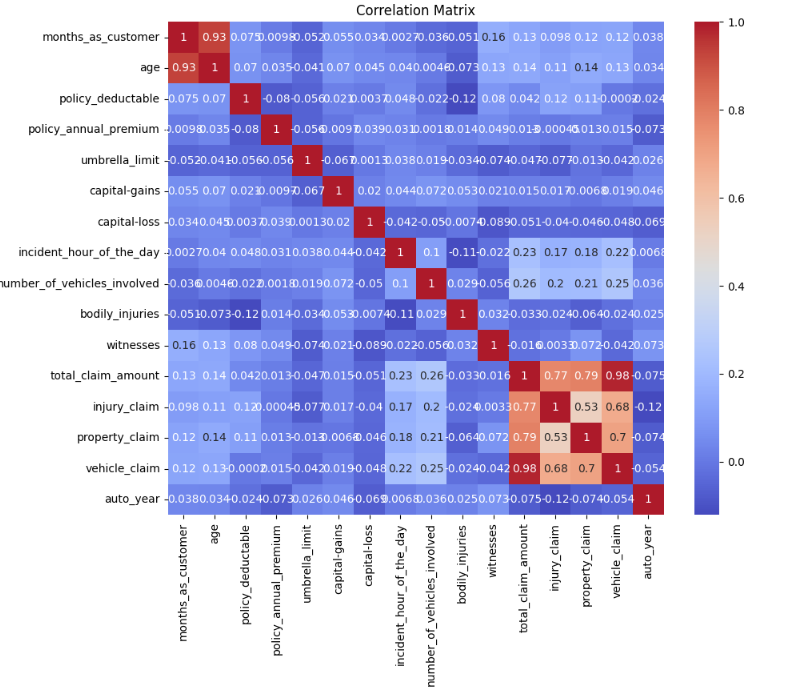 Correlation Matrix
months_as_customer 1 0.93 0.075 0.0098 -0.052 0.055 0.034 0.0027 0.036 0.051 0.16 0.13 0.098 0.12 0.12 0.038
age 0.93 1 0.07 0.035 -0.041 0.07 0.045 0.04 0.0046 -0.073 0.13 0.14 0.11 0.14 0.13 0.034
policy_deductable 0.075 0.07 1 -0.08 -0.056 0.021 0.0037 0.048 -0.022 -0.12 0.08 0.042 0.12 0.11 -0.0002 -0.024
policy_annual_premium 0.0098 0.035 -0.08 1 -0.056 0.0097 0.039 0.031 0.0018 0.014 0.049 0.013 -0.00045 0.013 0.015 -0.073
umbrella_limit -0.052 -0.041 -0.056 -0.056 1 -0.067 0.0013 0.038 0.019 -0.034 -0.074 -0.047 -0.077 -0.013 -0.042 0.026
capital-gains 0.055 0.07 0.021 0.0097 -0.067 1 0.02 0.044 0.072 0.053 0.021 0.015 0.017 0.0068 0.019 0.046
capital-loss 0.034 0.045 0.0037 0.039 0.0013 0.02 1 -0.042 -0.05 0.0074 -0.089 -0.051 -0.04 -0.046 -0.048 -0.069
incident_hour_of_the_day 0.0027 0.04 0.048 0.031 0.038 0.044 -0.042 1 0.1 -0.11 -0.022 0.23 0.17 0.18 0.22 0.0068
number_of_vehicles_involved 0.036 0.0046 0.022 0.0018 0.019 0.072 -0.05 0.1 1 0.029 -0.056 0.26 0.2 0.21 0.25 0.036
bodily_injuries -0.051 -0.073 -0.12 0.014 -0.034 0.053 0.0074 -0.11 0.029 1 0.032 -0.033 -0.024 -0.064 -0.024 0.025
witnesses 0.16 0.13 0.08 0.049 -0.074 0.021 -0.089 -0.022 -0.056 0.032 1 -0.016 0.0033 0.072 -0.042 0.073
total_claim_amount 0.13 0.14 0.042 0.013 -0.047 0.015 -0.051 0.23 0.26 -0.033 -0.016 1 0.77 0.79 0.98 -0.075
injury_claim 0.098 0.11 0.12 -0.00045 -0.077 0.017 -0.04 0.17 0.2 -0.024 0.0033 0.77 1 0.53 0.68 -0.12
property_claim 0.12 0.14 0.11 0.013 -0.013 0.0068 -0.046 0.18 0.21 -0.064 0.072 0.79 0.53 1 0.7 -0.074
vehicle_claim 0.12 0.13 -0.0002 0.015 -0.042 0.019 -0.048 0.22 0.25 -0.024 -0.042 0.98 0.68 0.7 1 -0.054
auto_year 0.038 0.034 -0.024 -0.073 0.026 0.046 -0.069 0.0068 0.036 0.025 0.073 -0.075 -0.12 -0.074 -0.054 1
months_as_customer
age
policy_deductable
policy_annual_premium
umbrella_limit
capital-gains
capital-loss
incident_hour_of_the_day
number_of_vehicles_involved
bodily_injuries
witnesses
total_claim_amount
injury_claim
property_claim
vehicle_claim
auto_year
1.0
0.8
0.6
0.4
0.2
0.0